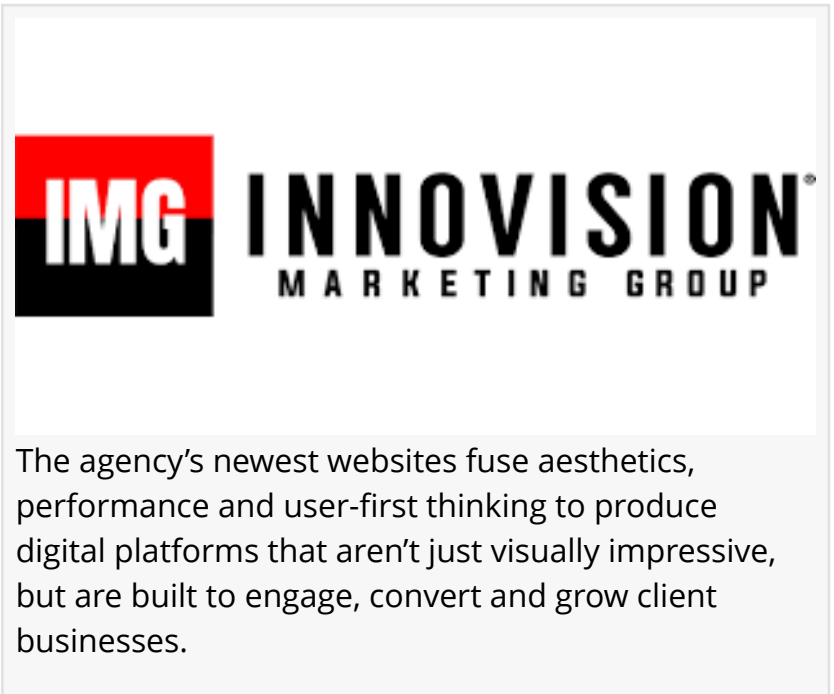 IMG
INNOVISION®
MARKETING GROUP
The agency’s newest websites fuse aesthetics,
performance and user-first thinking to produce
digital platforms that aren’t just visually impressive,
but are built to engage, convert and grow client
businesses.